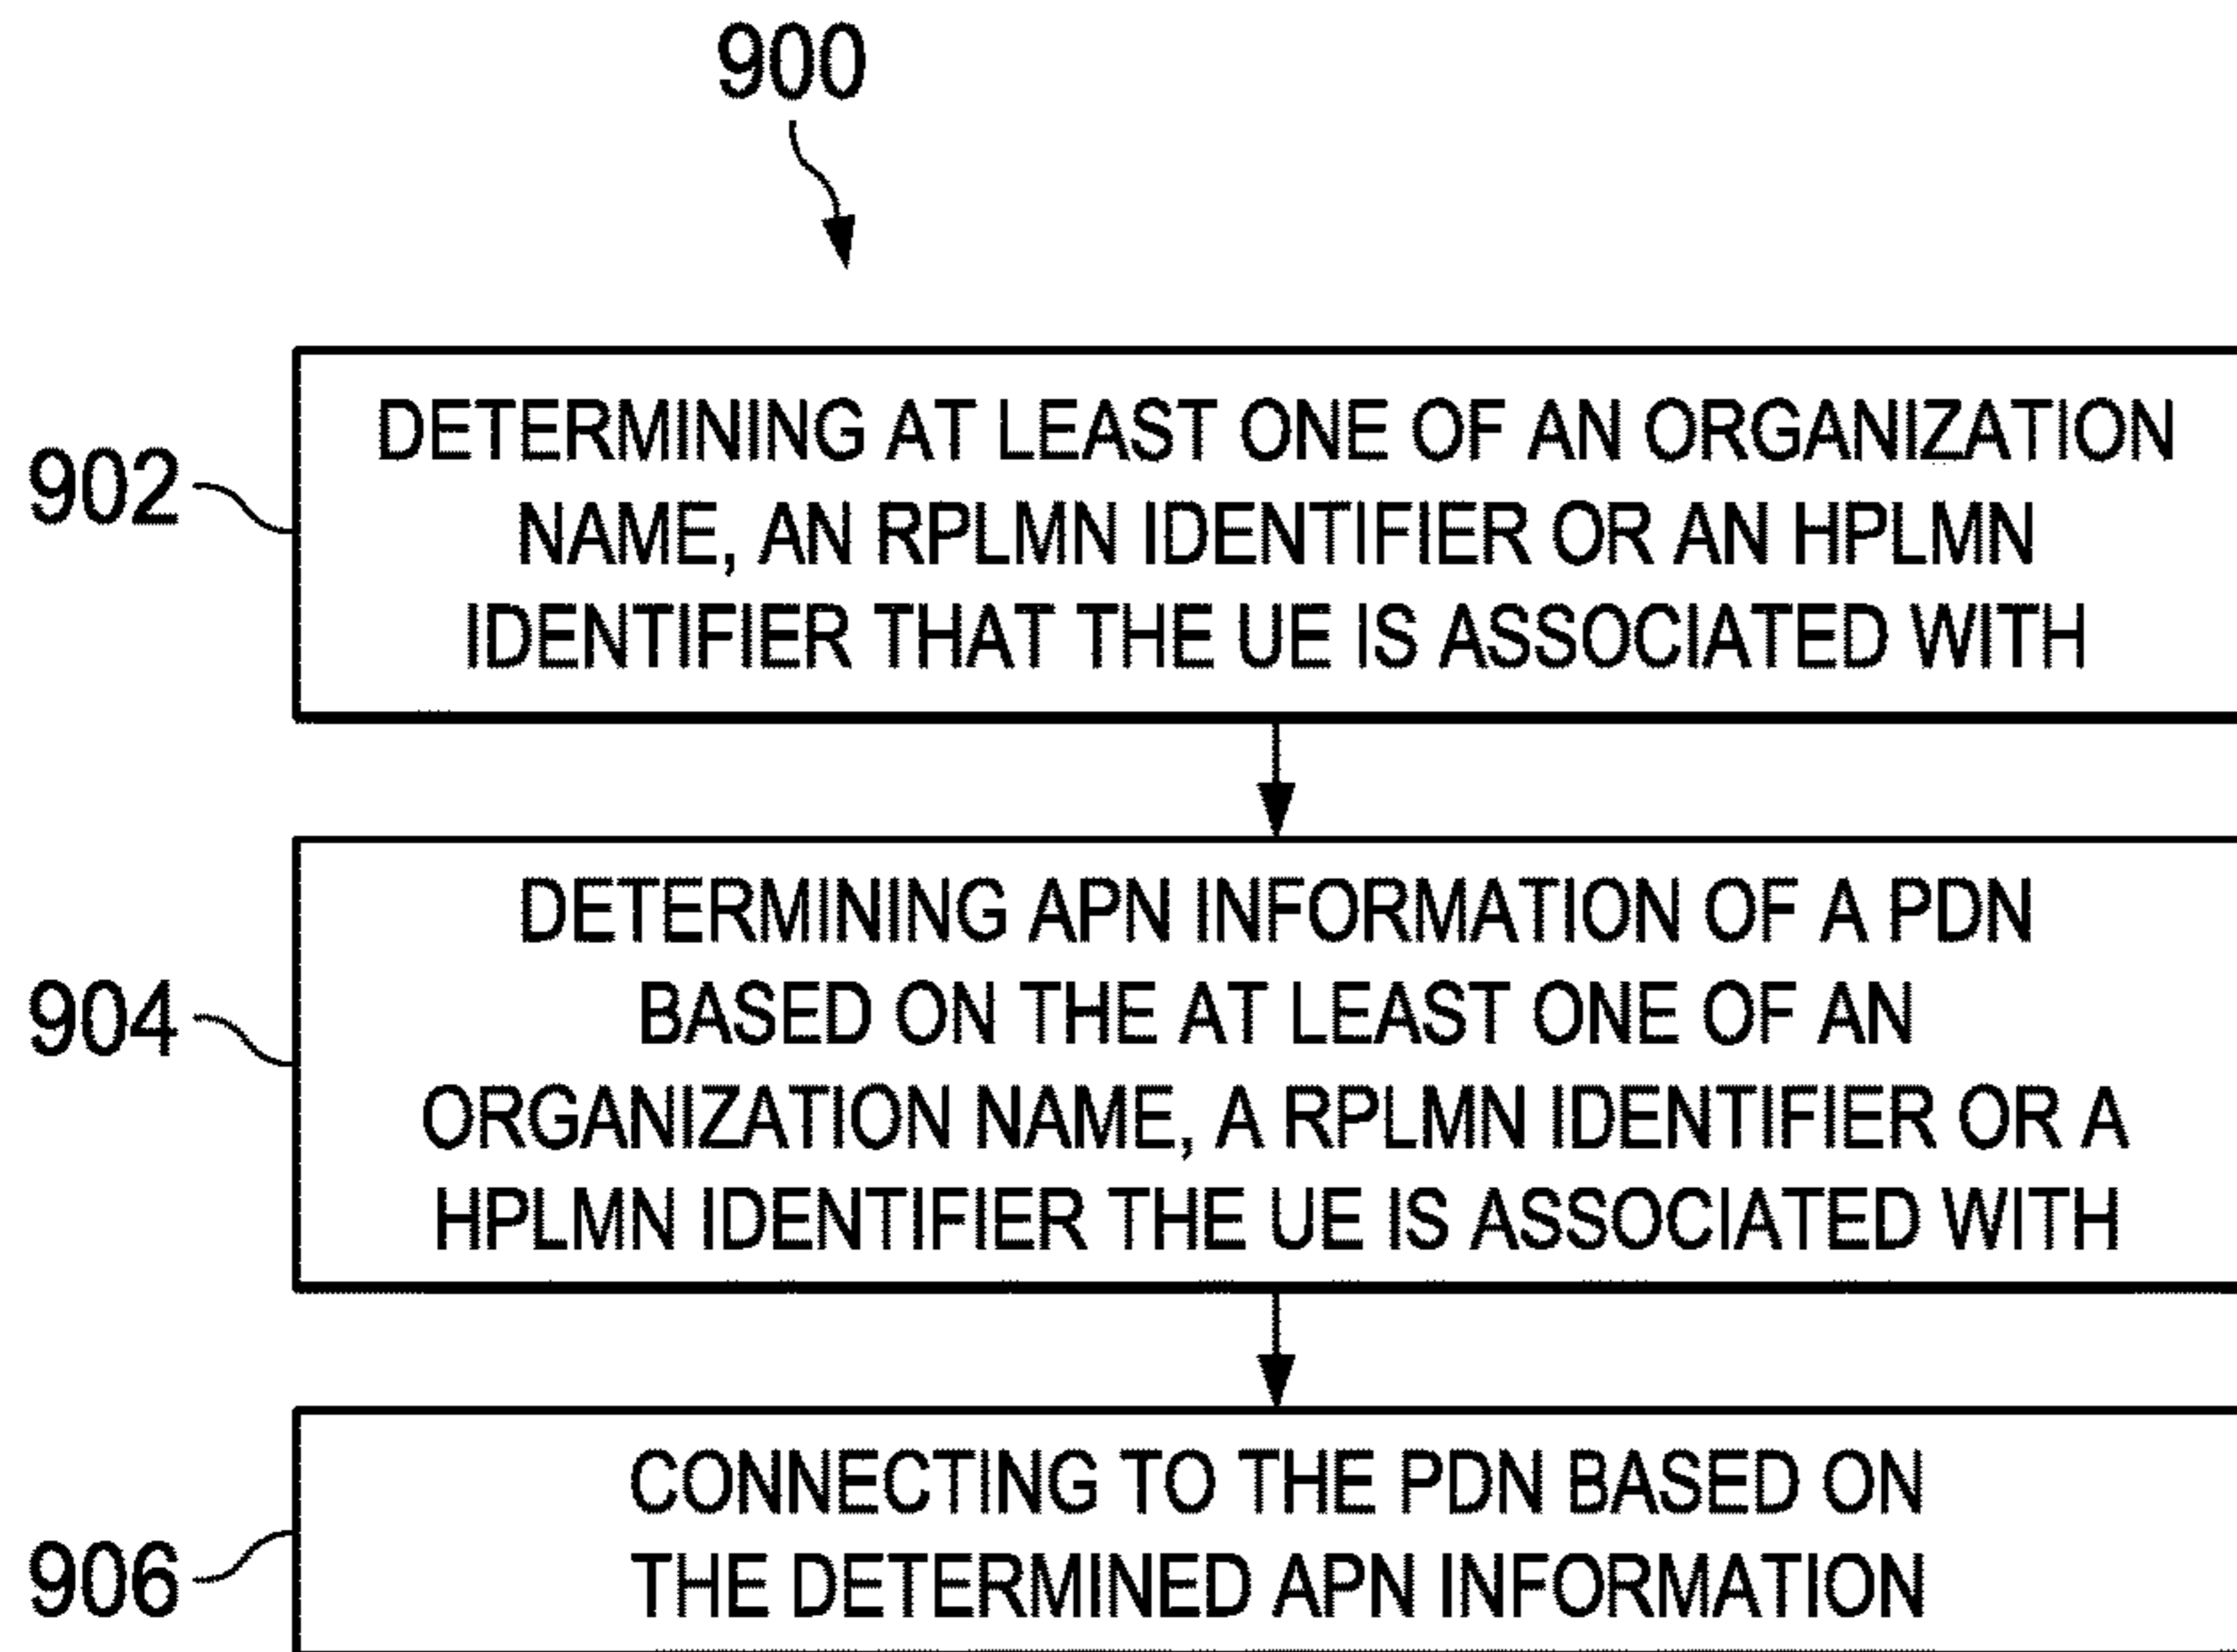 900
902
DETERMINING AT LEAST ONE OF AN ORGANIZATION
NAME, AN RPLMN IDENTIFIER OR AN HPLMN
IDENTIFIER THAT THE UE IS ASSOCIATED WITH
904
DETERMINING APN INFORMATION OF A PDN
BASED ON THE AT LEAST ONE OF AN
ORGANIZATION NAME, A RPLMN IDENTIFIER OR A
HPLMN IDENTIFIER THE UE IS ASSOCIATED WITH
906
CONNECTING TO THE PDN BASED ON
THE DETERMINED APN INFORMATION